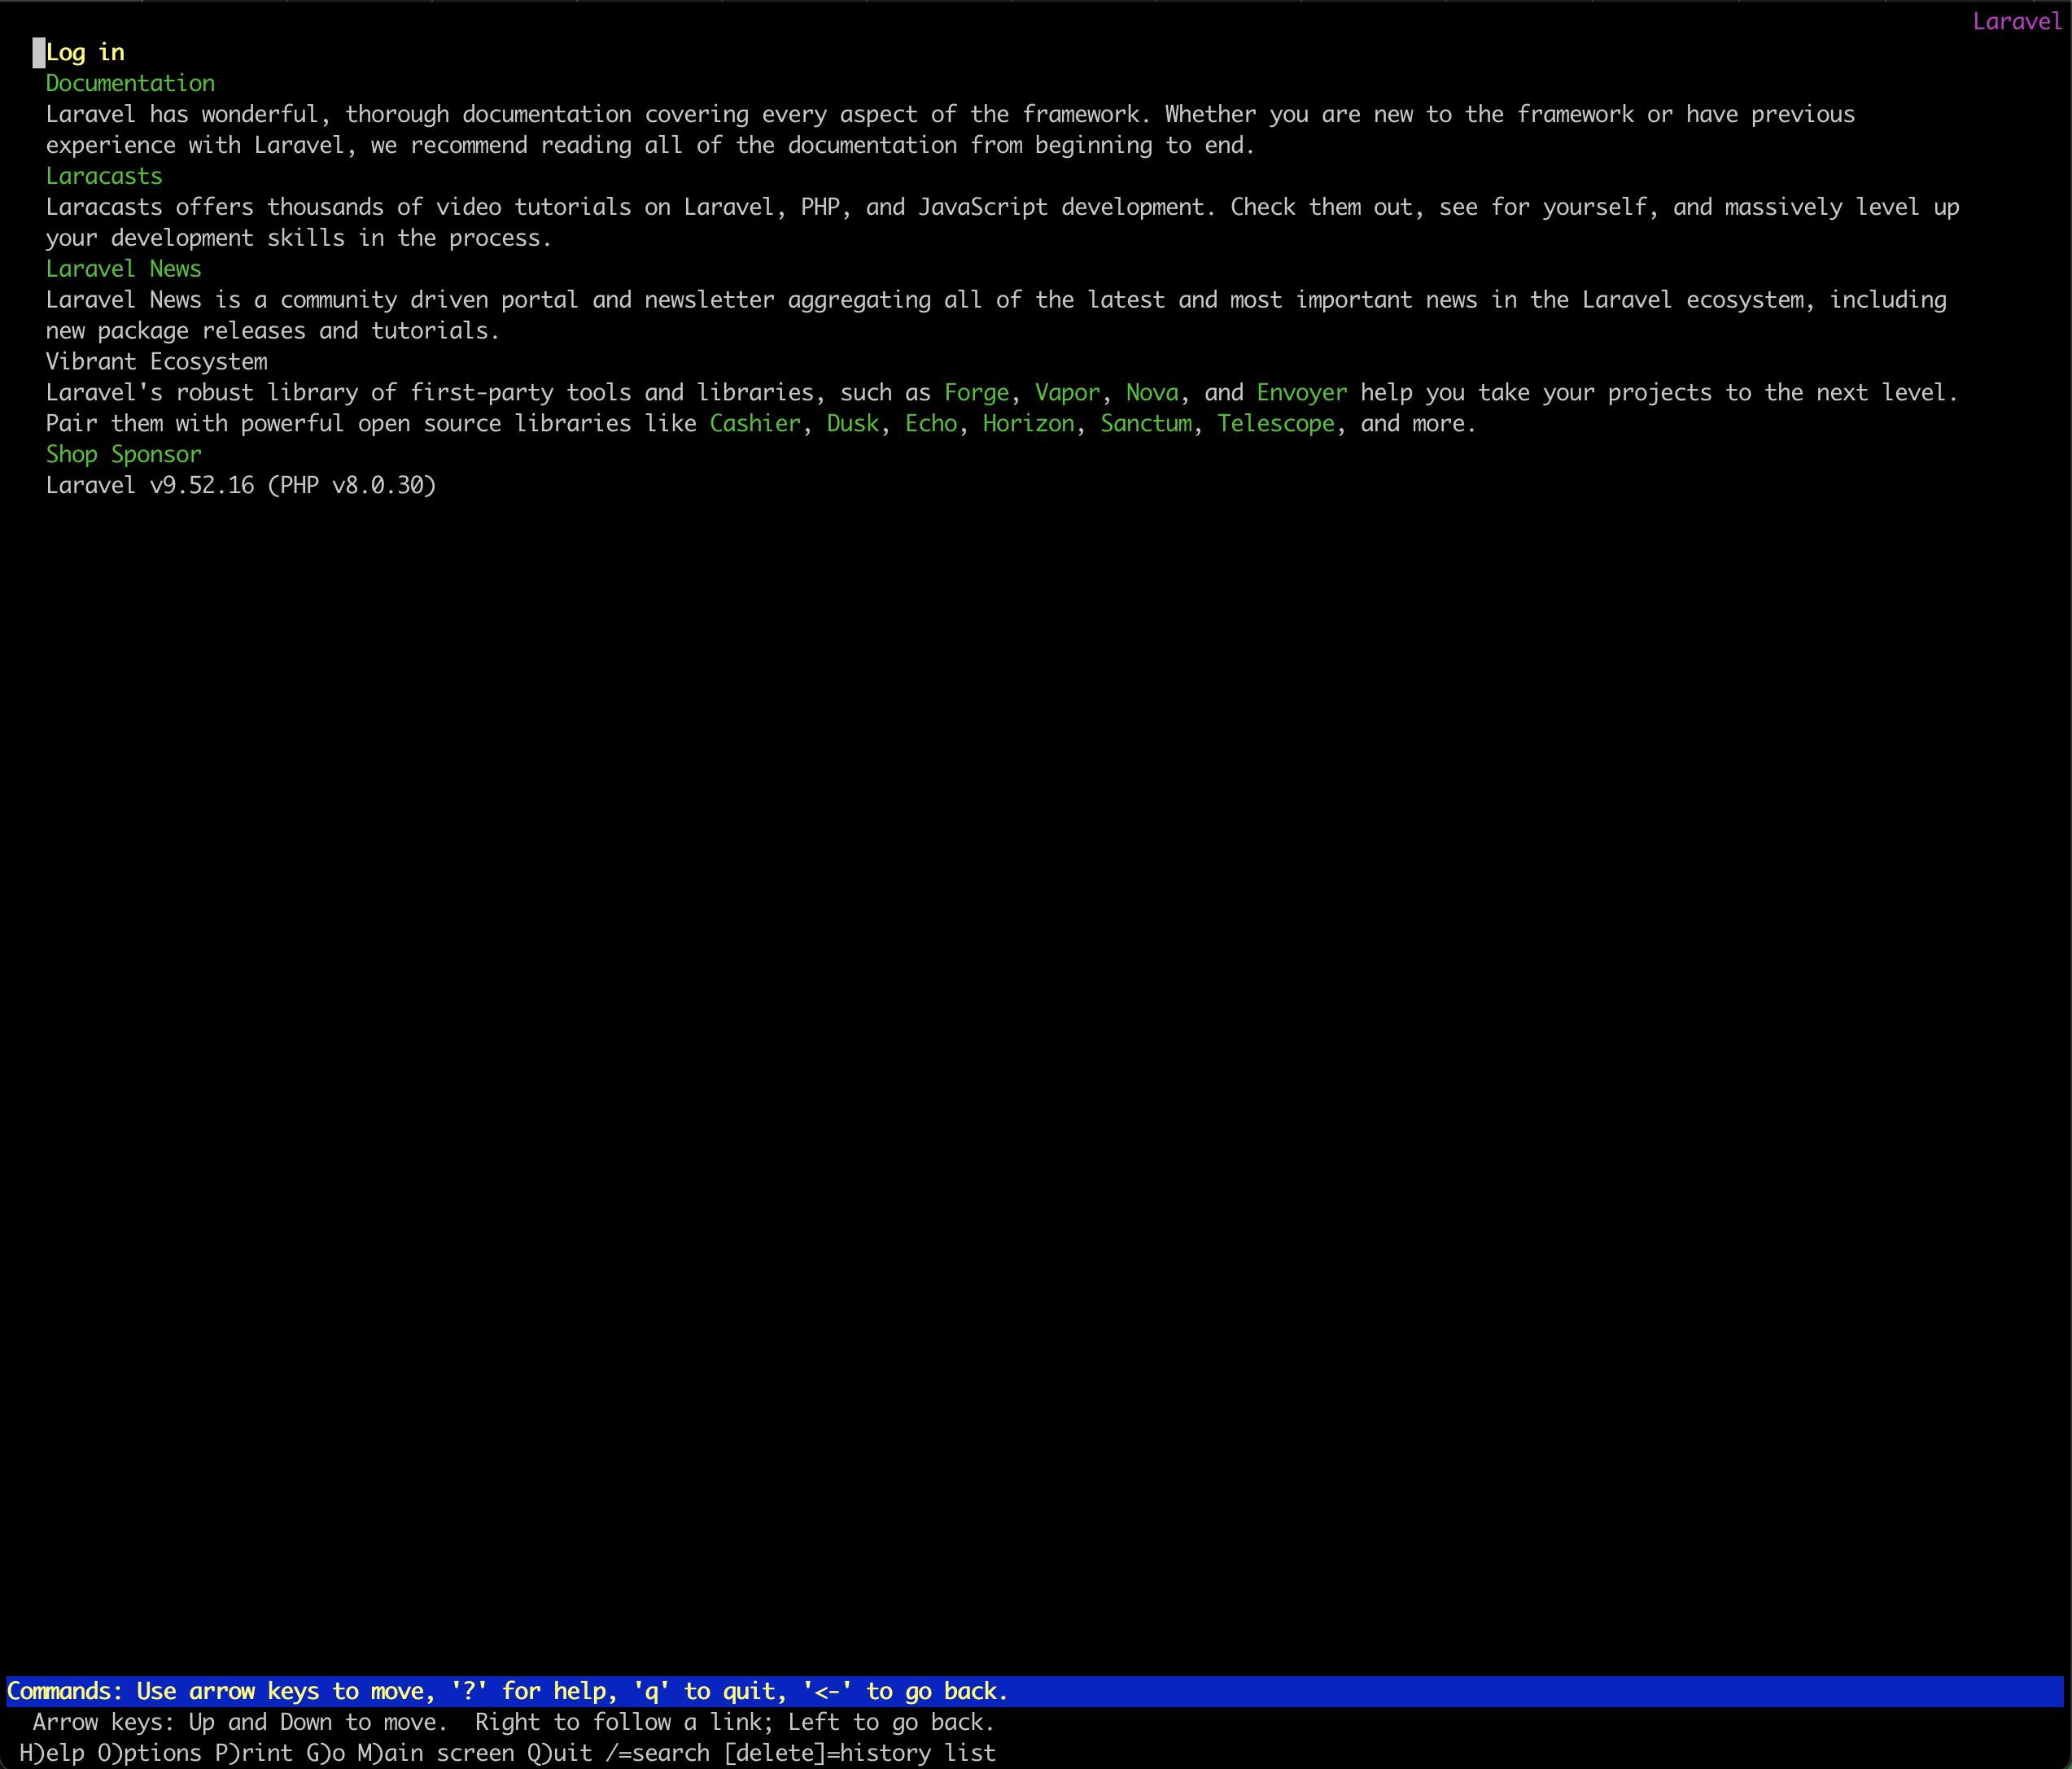 Laravel
Log in
Documentation
Laravel has wonderful, thorough documentation covering every aspect of the framework. Whether you are new to the framework or have previous
experience with Laravel, we recommend reading all of the documentation from beginning to end.
Laracasts
Laracasts offers thousands of video tutorials on Laravel, PHP, and JavaScript development. Check them out, see for yourself, and massively level up
your development skills in the process.
Laravel News
Laravel News is a community driven portal and newsletter aggregating all of the latest and most important news in the Laravel ecosystem, including
new package releases and tutorials.
Vibrant Ecosystem
Laravel's robust library of first-party tools and libraries, such as Forge, Vapor, Nova, and Envoyer help you take your projects to the next level.
Pair them with powerful open source libraries like Cashier, Dusk, Echo, Horizon, Sanctum, Telescope, and more.
Shop Sponsor
Laravel v9.52.16 (PHP v8.0.30)
Commands: Use arrow keys to move, '?' for help, 'q' to quit, '<-' to go back.
Arrow keys: Up and Down to move.  Right to follow a link; Left to go back.
H)elp O)ptions P)rint G)o M)ain screen Q)uit /=search [delete]=history list